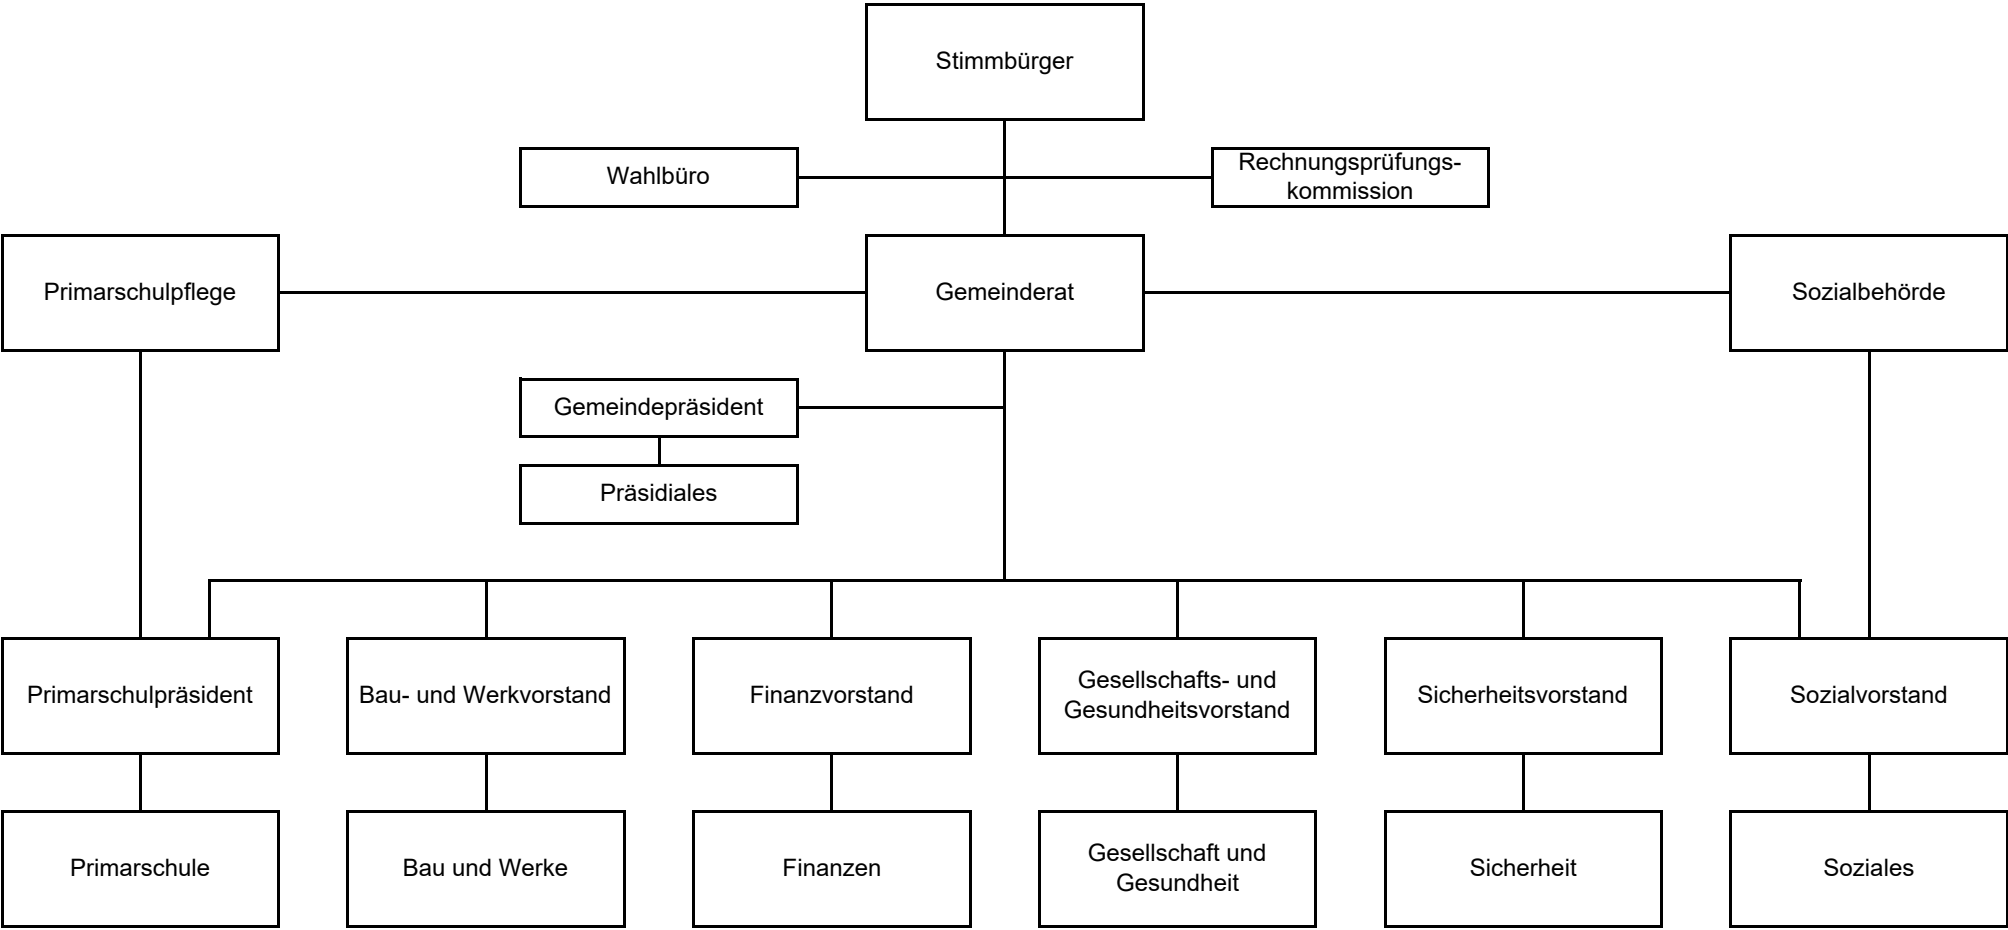 Stimmbürger
Wahlbüro
Rechnungsprüfungs-
kommission
Primarschulpflege
Gemeinderat
Sozialbehörde
Gemeindepräsident
Präsidiales
Primarschulpräsident
Bau- und Werkvorstand
Finanzvorstand
Gesellschafts- und
Gesundheitsvorstand
Sicherheitsvorstand
Sozialvorstand
Primarschule
Bau und Werke
Finanzen
Gesellschaft und
Gesundheit
Sicherheit
Soziales